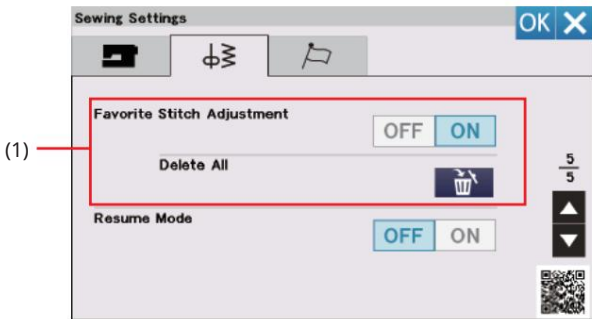 Sewing Settings
OK
Favorite Stitch Adjustment
OFF ON
(1)
Delete All
5
5
Resume Mode
OFF ON